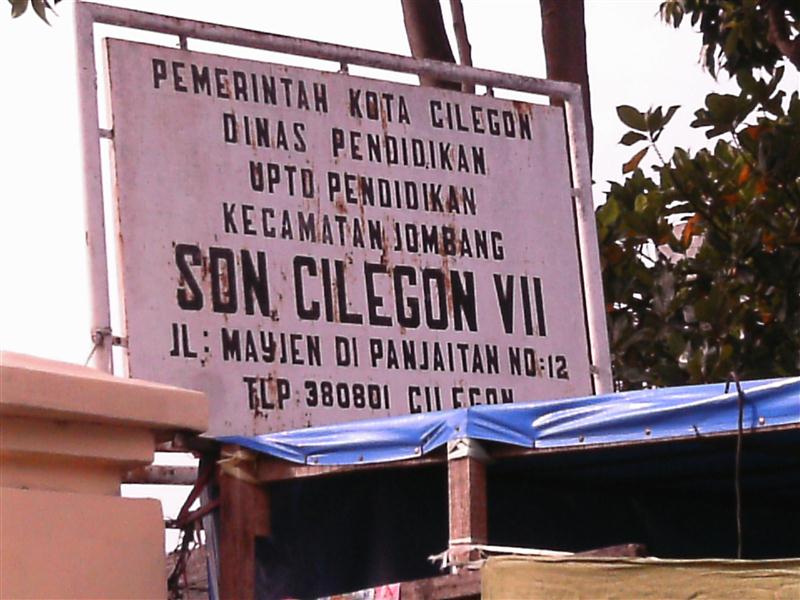 PEMERINTAH KOTA CILEGON
DINAS PENDIDIKAN
UPTD PENDIDIKAN
KECAMATAN JOMBANG
SDN. CILEGON VII
JL: MAYJEN DI PANJAITAN NO:12
TLP: 380801 CILEGON